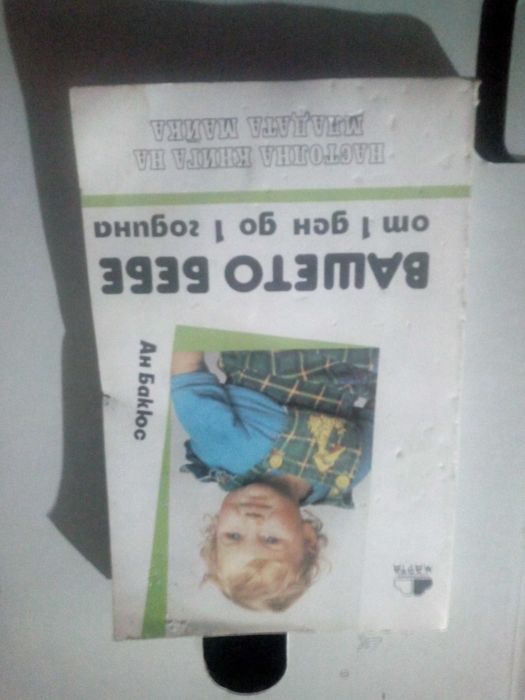 МАРТА
Ан Бакюс
ВАШЕТО БЕБЕ
от 1 ден до 1 година
НАСТОЛНА КНИГА НА
МЛАДАТА МАЙКА